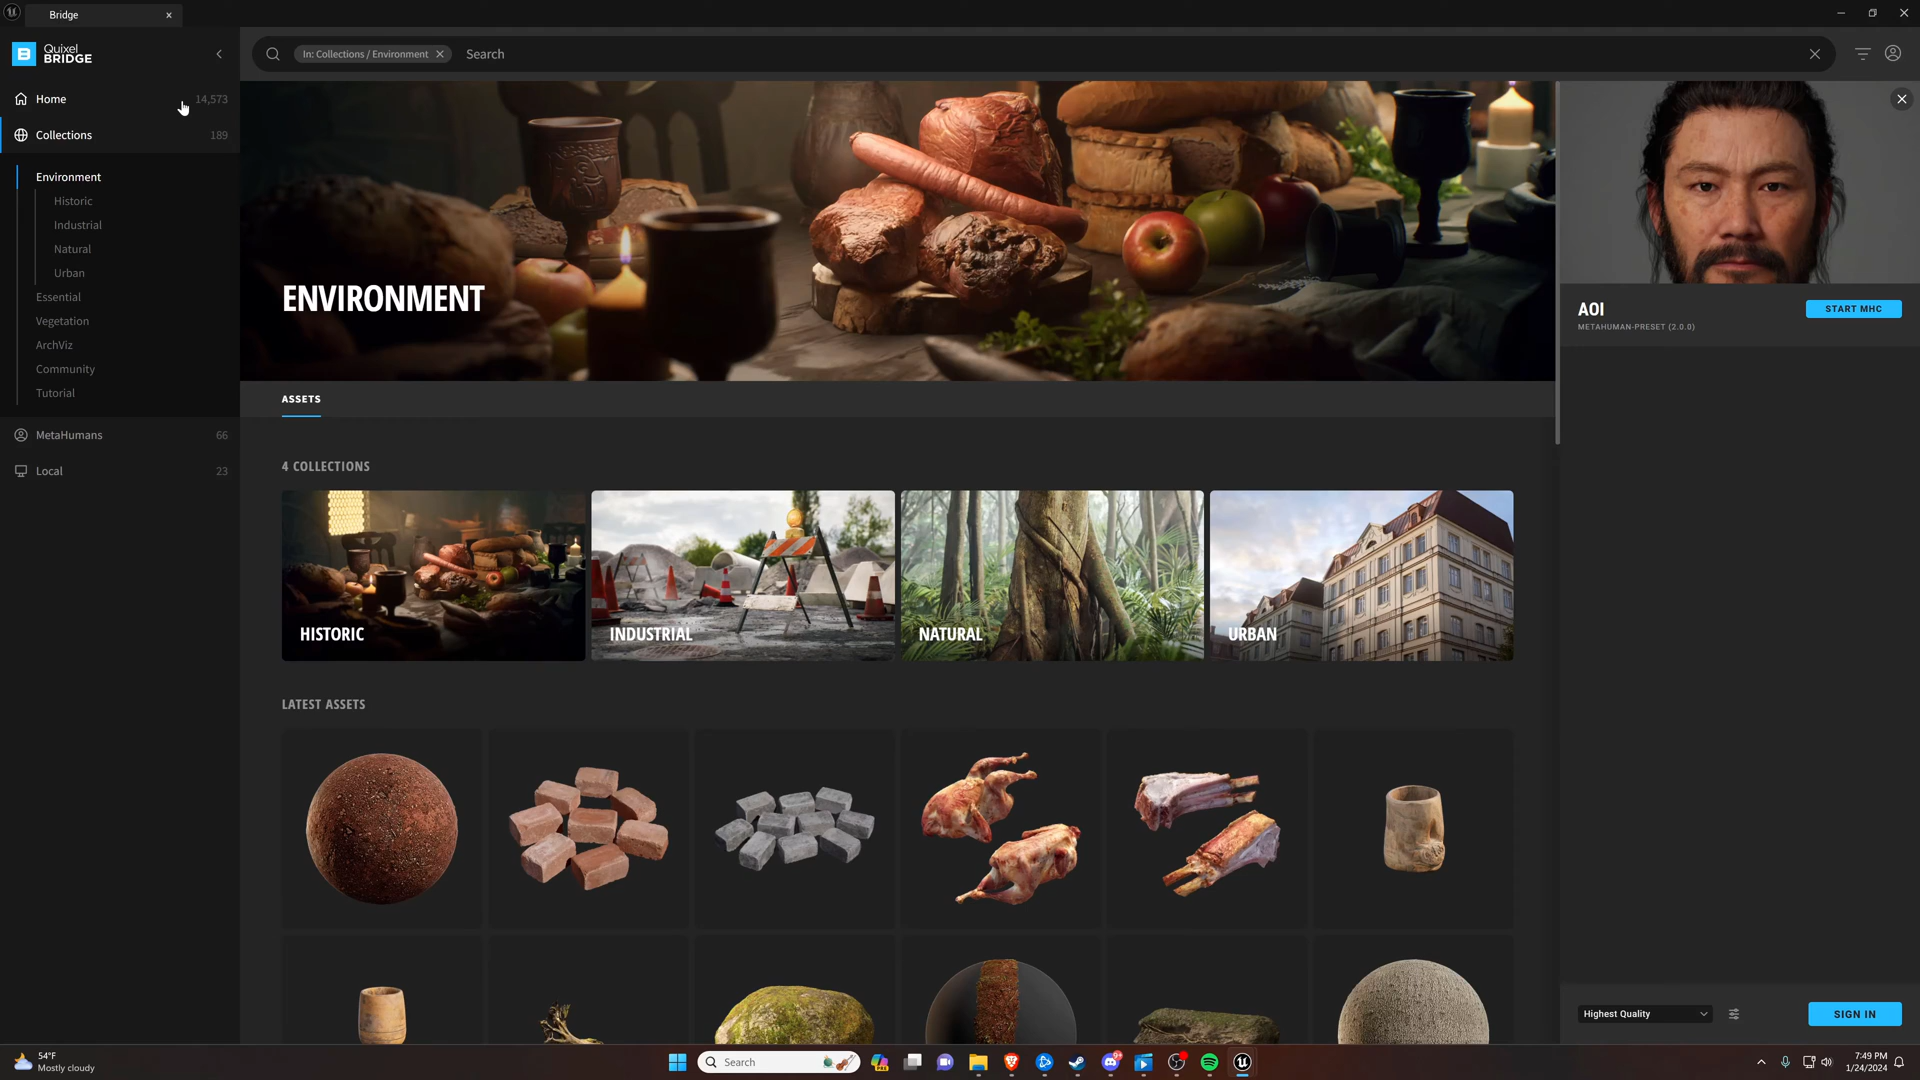 Bridge
Quixel
BRIDGE
In: Collections / Environment
Search
Home 14,573
Collections 189
Environment
Historic
Industrial
Natural
Urban
Essential
Vegetation
ArchViz
Community
Tutorial
MetaHumans 66
Local 23
ENVIRONMENT
ASSETS
4 COLLECTIONS
HISTORIC
INDUSTRIAL
NATURAL
URBAN
LATEST ASSETS
AOI
METAHUMAN-PRESET (2.0.0)
START MHC
Highest Quality
SIGN IN
54°F
Mostly cloudy
Search
7:49 PM
1/24/2024